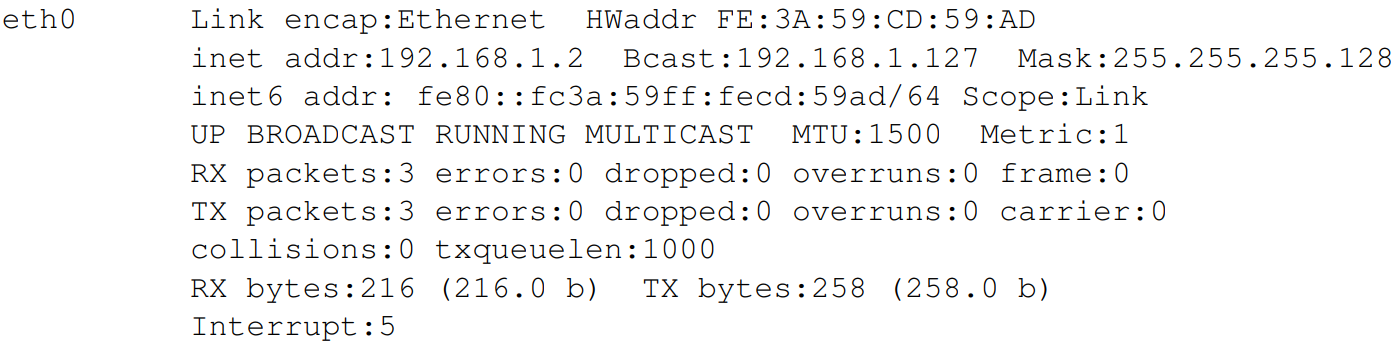 eth0 Link encap:Ethernet HWaddr FE:3A:59:CD:59:AD
inet addr:192.168.1.2 Bcast:192.168.1.127 Mask:255.255.255.128
inet6 addr: fe80::fc3a:59ff:fecd:59ad/64 Scope:Link
UP BROADCAST RUNNING MULTICAST MTU:1500 Metric:1
RX packets:3 errors:0 dropped:0 overruns:0 frame:0
TX packets:3 errors:0 dropped:0 overruns:0 carrier:0
collisions:0 txqueuelen:1000
RX bytes:216 (216.0 b) TX bytes:258 (258.0 b)
Interrupt:5